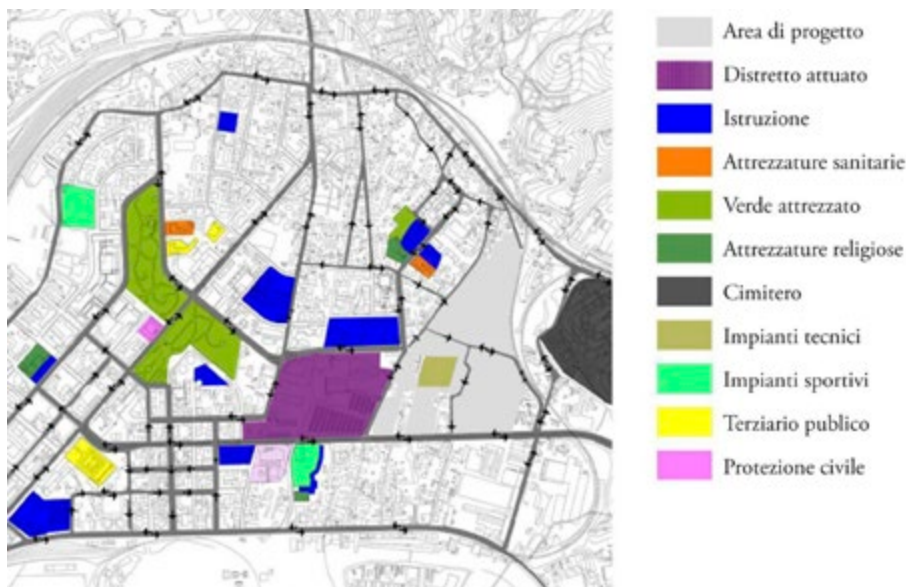 Area di progetto
Distretto attuato
Istruzione
Attrezzature sanitarie
Verde attrezzato
Attrezzature religiose
Cimitero
Impianti tecnici
Impianti sportivi
Terziario publico
Protezione civile